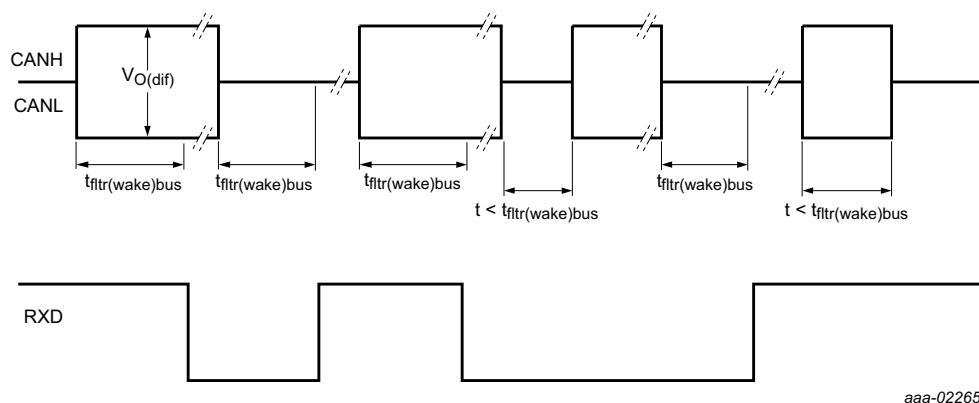 CANH
CANL
VO(dif)
tfltr(wake)bus
tfltr(wake)bus
tfltr(wake)bus
t < tfltr(wake)bus
tfltr(wake)bus
t < tfltr(wake)bus
RXD
aaa-02265